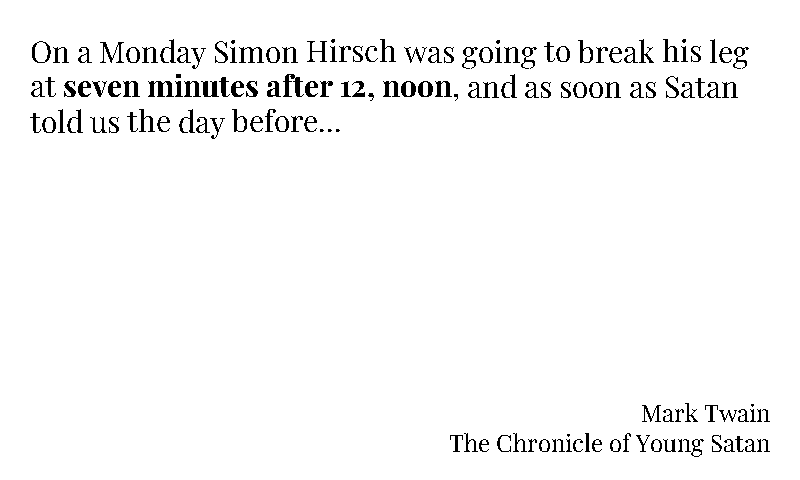 On a Monday Simon Hirsch was going to break his leg
at seven minutes after 12, noon, and as soon as Satan
told us the day before...
Mark Twain
The Chronicle of Young Satan